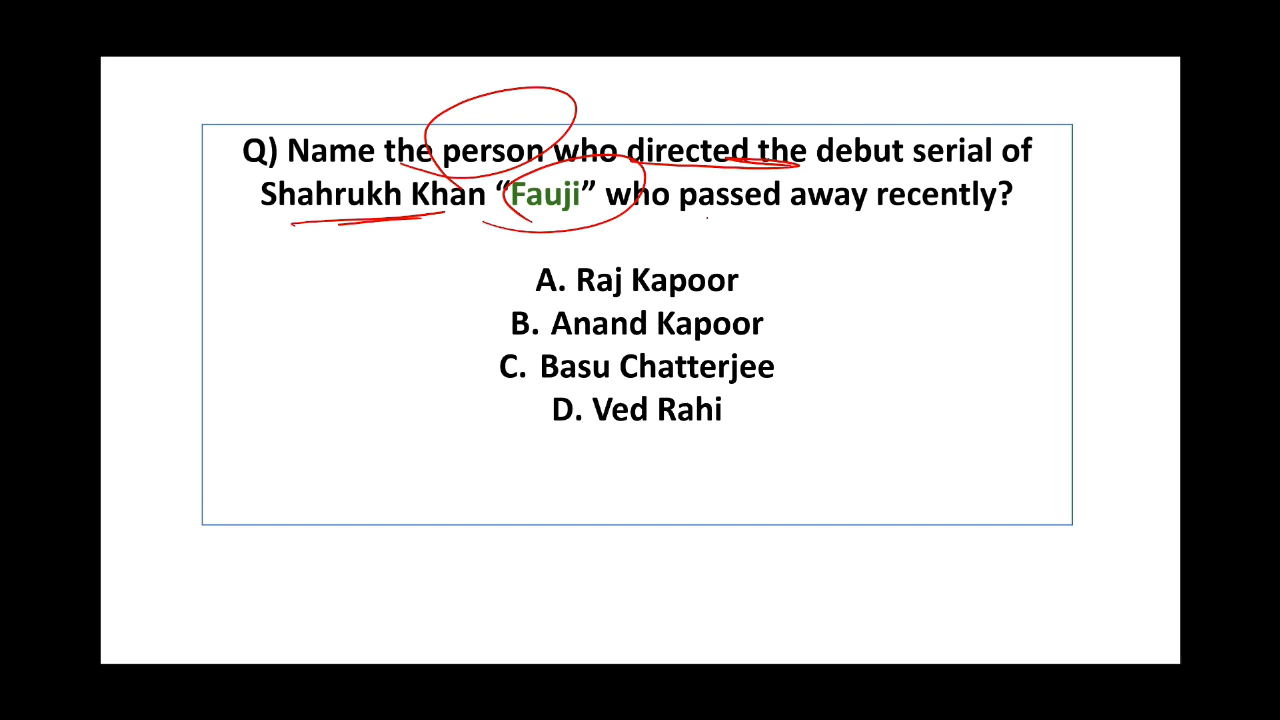 Q) Name the person who directed the debut serial of
Shahrukh Khan “Fauji” who passed away recently?
A. Raj Kapoor
B. Anand Kapoor
C. Basu Chatterjee
D. Ved Rahi